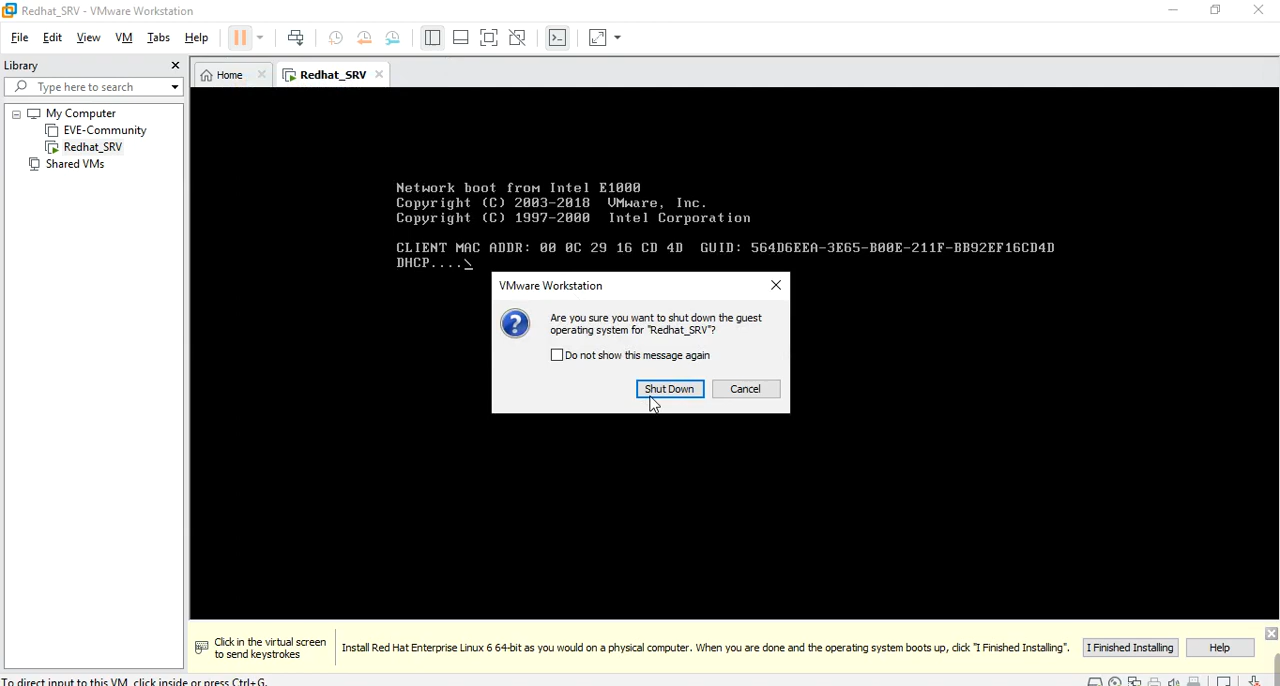 Redhat_SRV - VMware Workstation
File Edit View VM Tabs Help
Library
Home
Redhat_SRV
Type here to search
My Computer
EVE-Community
Redhat_SRV
Shared VMs
Network boot from Intel E1000
Copyright (C) 2003-2018 VMware, Inc.
Copyright (C) 1997-2000 Intel Corporation
CLIENT MAC ADDR: 00 0C 29 16 CD 4D GUID: 564D6EEA-3E65-B00E-211F-BB92EF16CD4D
DHCP....\
VMware Workstation
Are you sure you want to shut down the guest
operating system for "Redhat_SRV"?
Do not show this message again
Shut Down Cancel
Click in the virtual screen
to send keystrokes
Install Red Hat Enterprise Linux 6 64-bit as you would on a physical computer. When you are done and the operating system boots up, click "I Finished Installing".
I Finished Installing
Help
To direct input to this VM, click inside or press Ctrl+G.